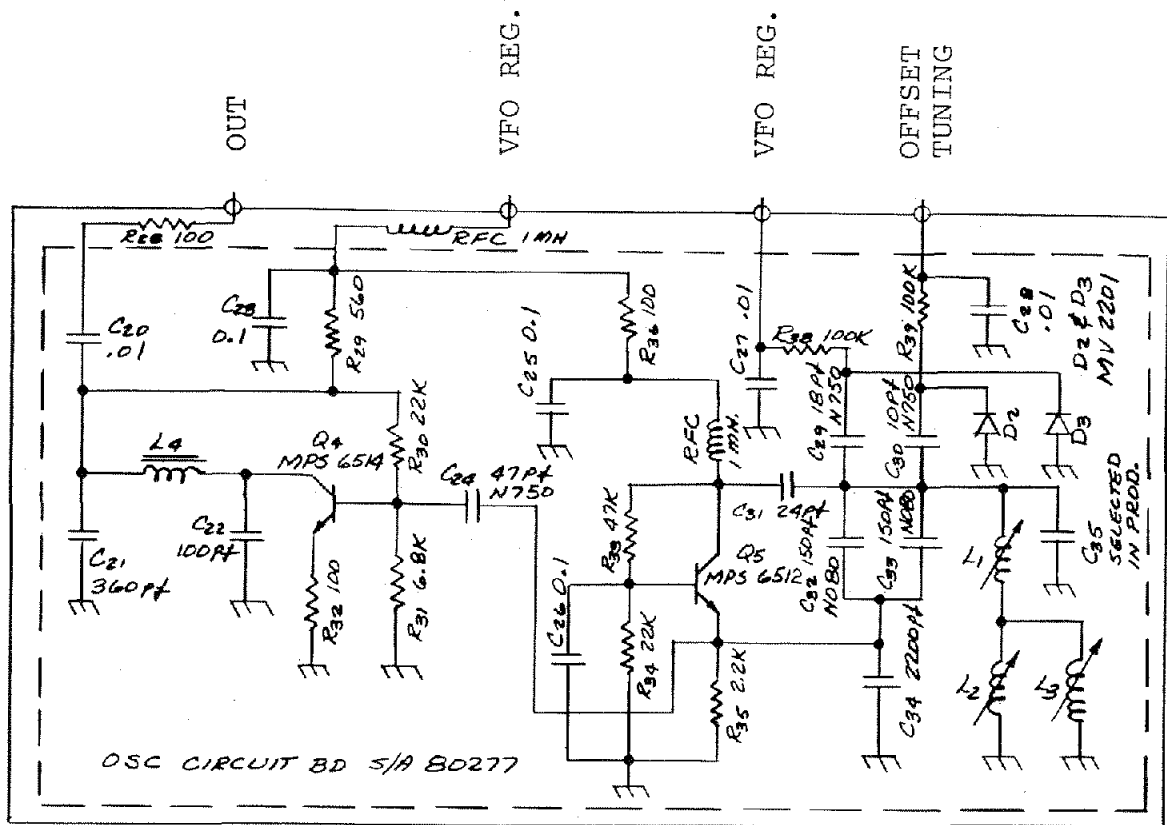 OUT
VFO REG.
VFO REG.
OFFSET
TUNING
R28 100
RFC 1MH
C20
.01
C28
0.1
R29 560
R36 100
C25 0.1
C27 .01
R38 100K
R39 100K
C28
.01
D2 & D3
MV 2201
L4
Q4
MPS 6514
R30 22K
C24 47Pf
N750
RFC
1 MH.
C29 18Pf
N750
C30 10Pf
N750
D2
D3
C21
360Pf
C22
100Pf
R32 100
R31 6.8K
C26 0.1
R33 47K
R34 22K
Q5
MPS 6512
R35 2.2K
C31 24Pf
C32 150Pf
N080
C33 150Pf
N080
C34 2200Pf
L1
L2
L3
C35
SELECTED
IN PROD.
OSC CIRCUIT BD S/A 80277